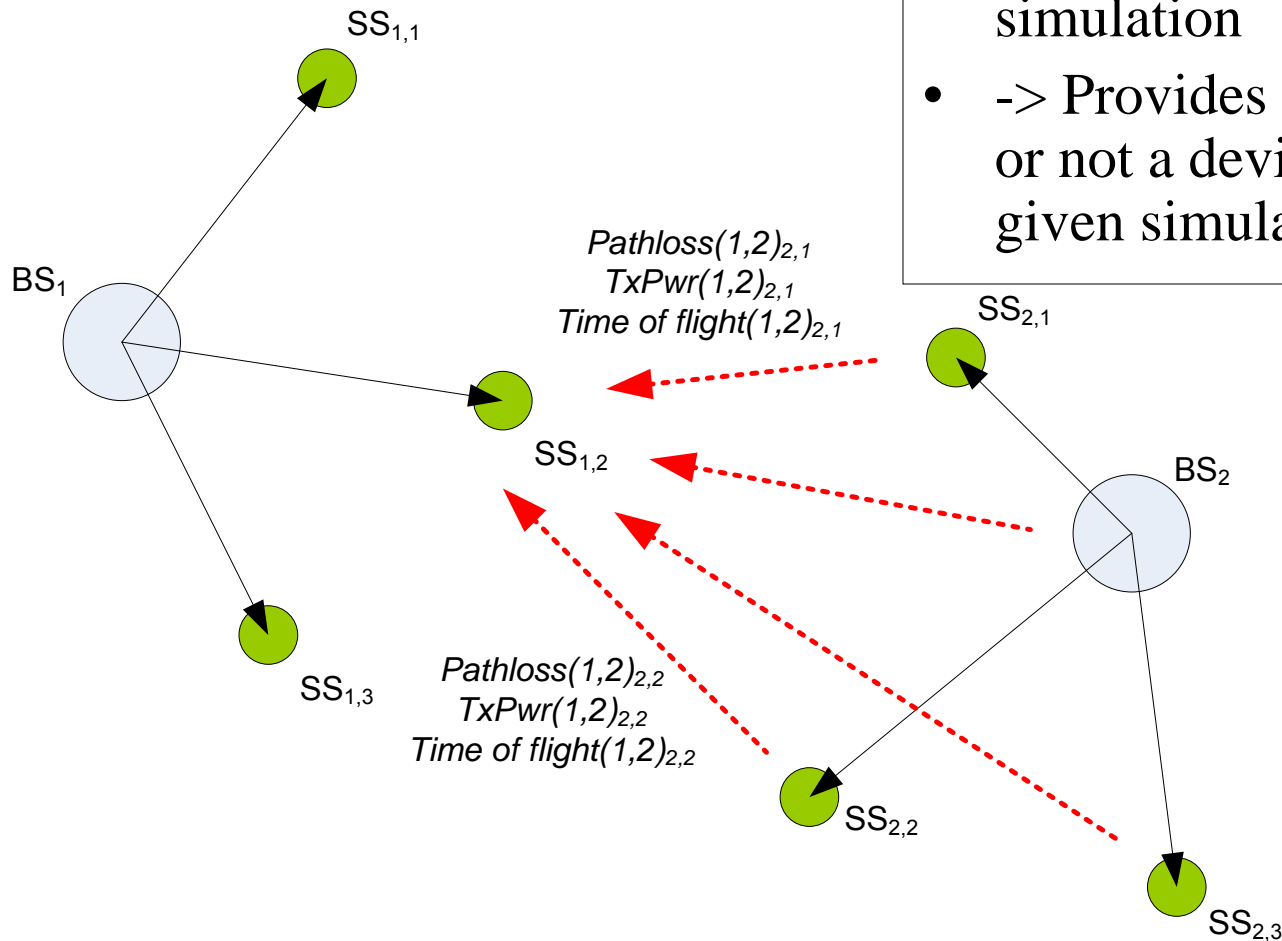 SS1,1
simulation
• -> Provides
or not a devi
given simula
Pathloss(1,2)2,1
TxPwr(1,2)2,1
Time of flight(1,2)2,1
BS1
SS2,1
SS1,2
BS2
SS1,3
Pathloss(1,2)2,2
TxPwr(1,2)2,2
Time of flight(1,2)2,2
SS2,2
SS2,3